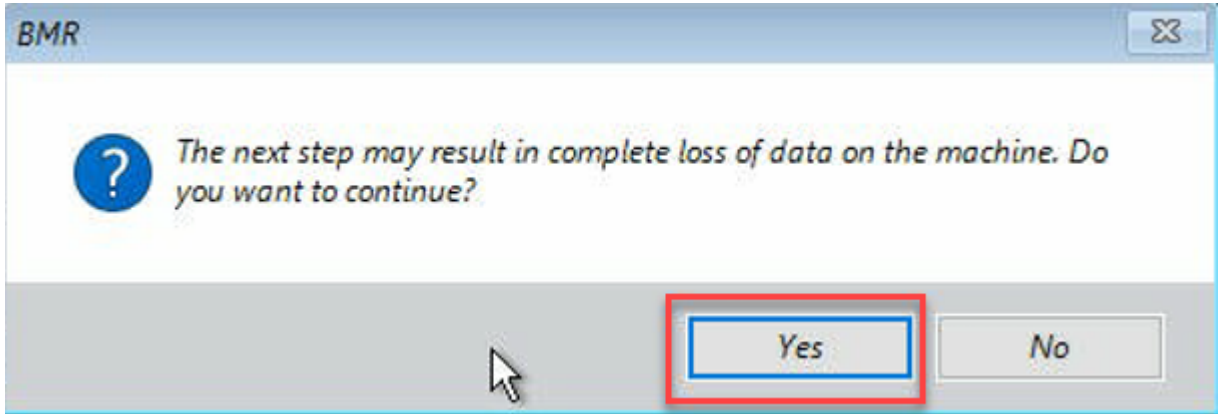 BMR
The next step may result in complete loss of data on the machine. Do
you want to continue?
Yes
No